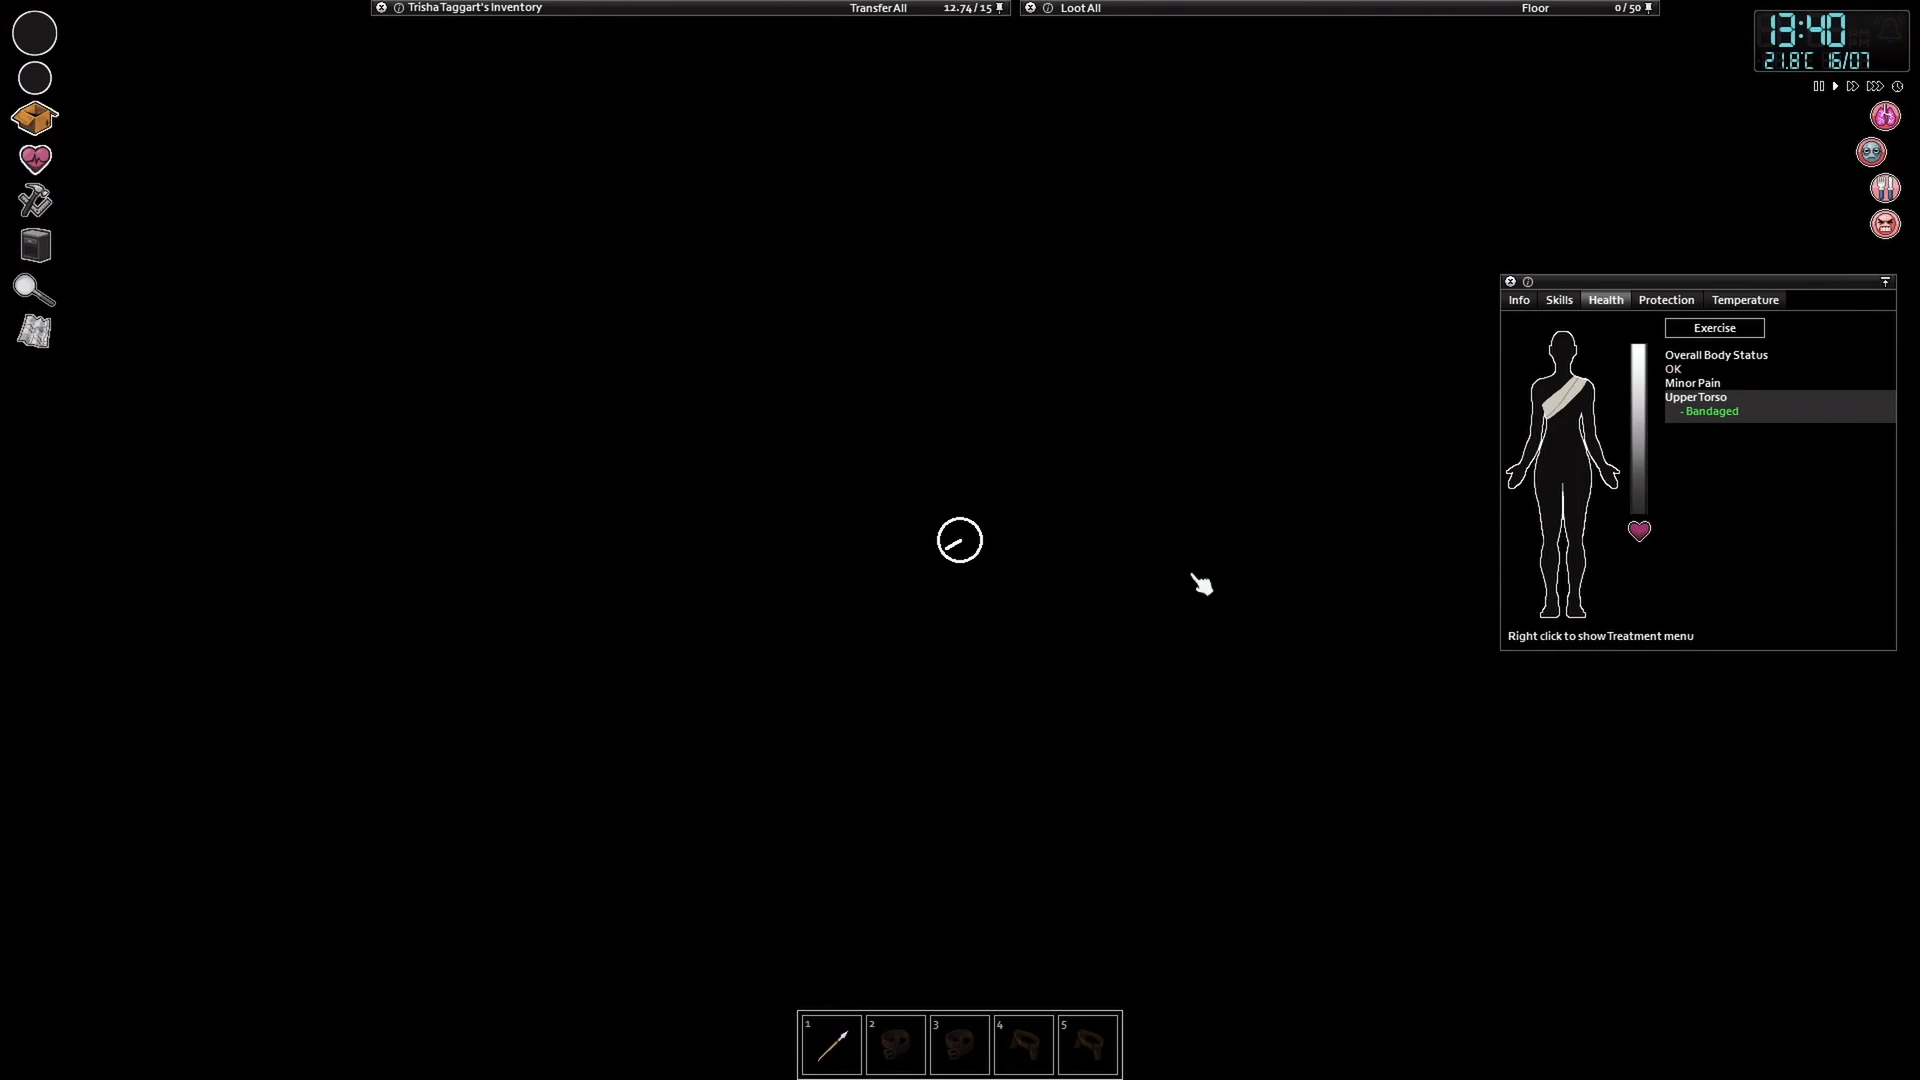 Trisha Taggart's Inventory Transfer All 12.74 / 15
Loot All Floor 0 / 50
13:40
21.8°C 16/07
Info Skills Health Protection Temperature
Exercise
Overall Body Status
OK
Minor Pain
Upper Torso
- Bandaged
Right click to show Treatment menu
1 2 3 4 5